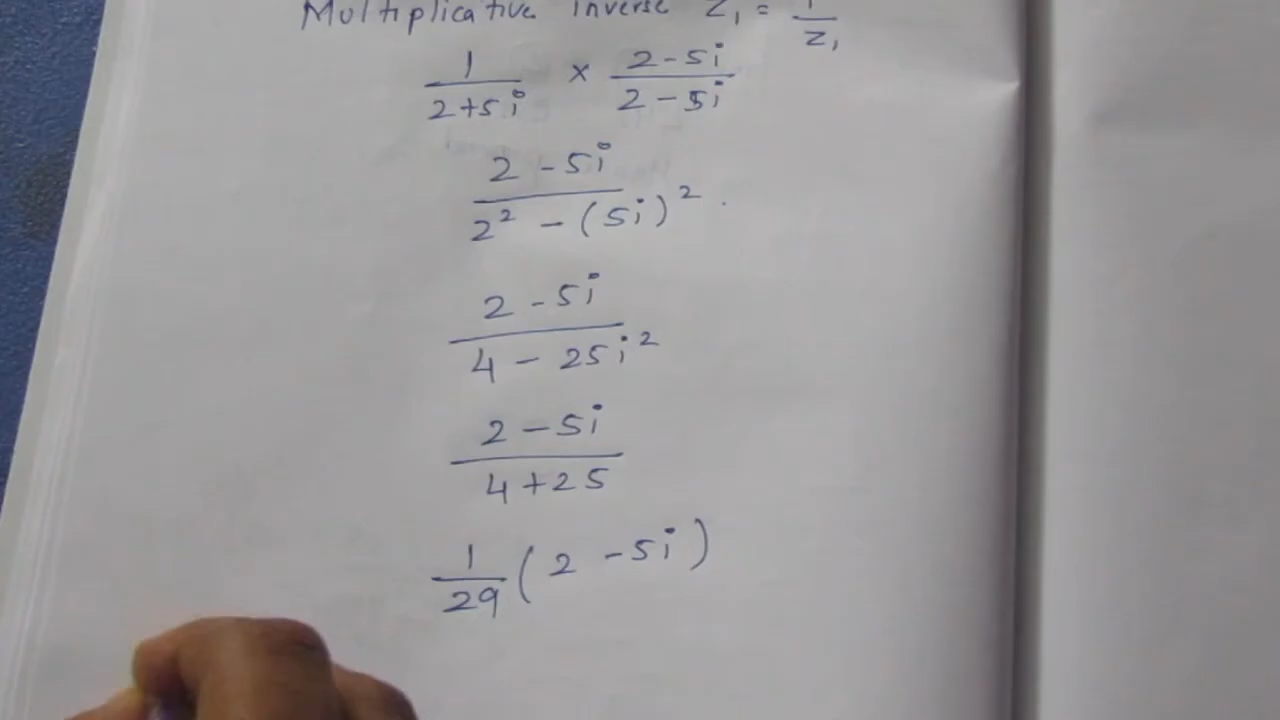 Multiplicative inverse Z₁ = 1/Z₁
1/(2+5i) × (2-5i)/(2-5i)
(2-5i)/(2² - (5i)²)
(2-5i)/(4 - 25i²)
(2-5i)/(4+25)
1/29 (2 -5i)